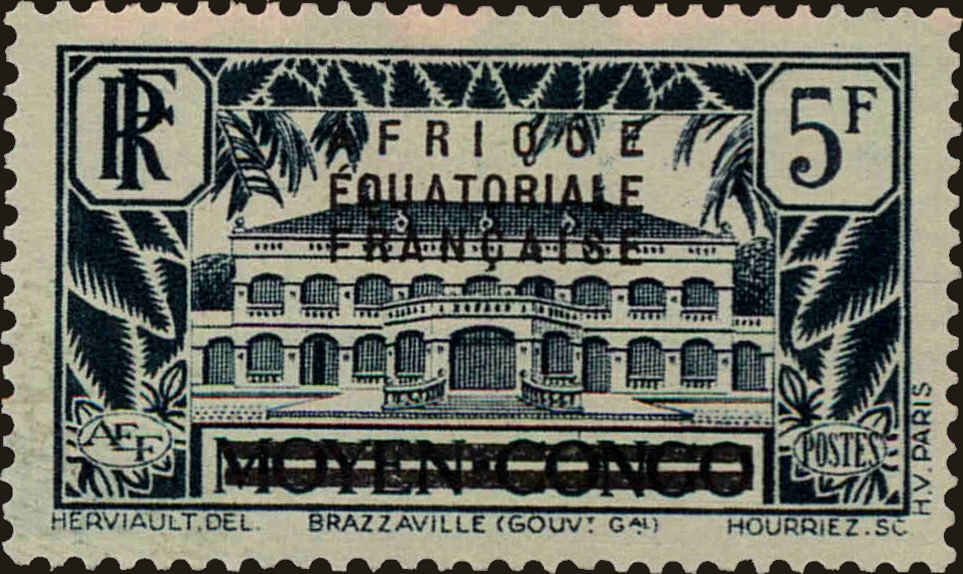 RF
5F
AFRIQUE
ÉQUATORIALE
FRANÇAISE
AEF
POSTES
MOYEN-CONGO
H.V. PARIS
HERVIAULT.DEL. BRAZZAVILLE (GOUVT. GAL) HOURRIEZ.SC